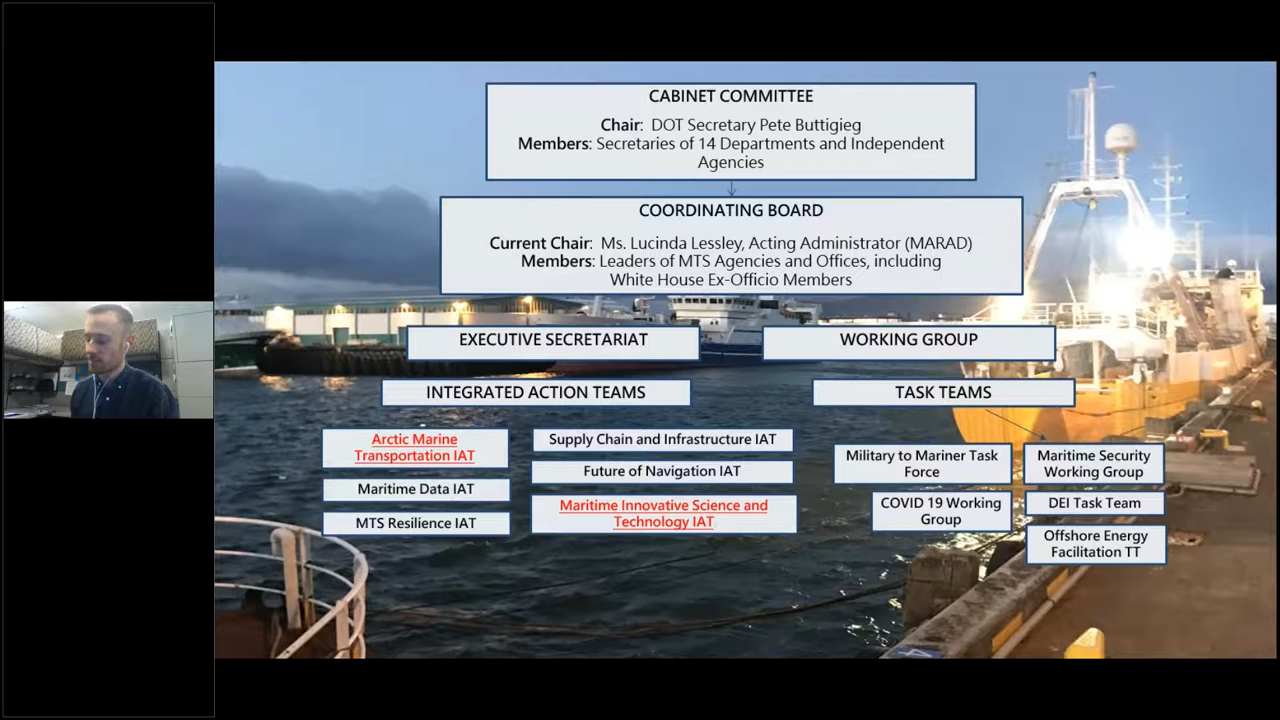 CABINET COMMITTEE
Chair:  DOT Secretary Pete Buttigieg
Members: Secretaries of 14 Departments and Independent
Agencies
COORDINATING BOARD
Current Chair:  Ms. Lucinda Lessley, Acting Administrator (MARAD)
Members: Leaders of MTS Agencies and Offices, including
White House Ex-Officio Members
EXECUTIVE SECRETARIAT
WORKING GROUP
INTEGRATED ACTION TEAMS
TASK TEAMS
Arctic Marine
Transportation IAT
Maritime Data IAT
MTS Resilience IAT
Supply Chain and Infrastructure IAT
Future of Navigation IAT
Maritime Innovative Science and
Technology IAT
Military to Mariner Task
Force
COVID 19 Working
Group
Maritime Security
Working Group
DEI Task Team
Offshore Energy
Facilitation TT